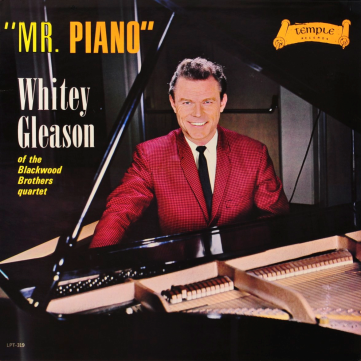 "MR. PIANO"
TEMPLE
RECORDS
Whitey
Gleason
of the
Blackwood
Brothers
quartet